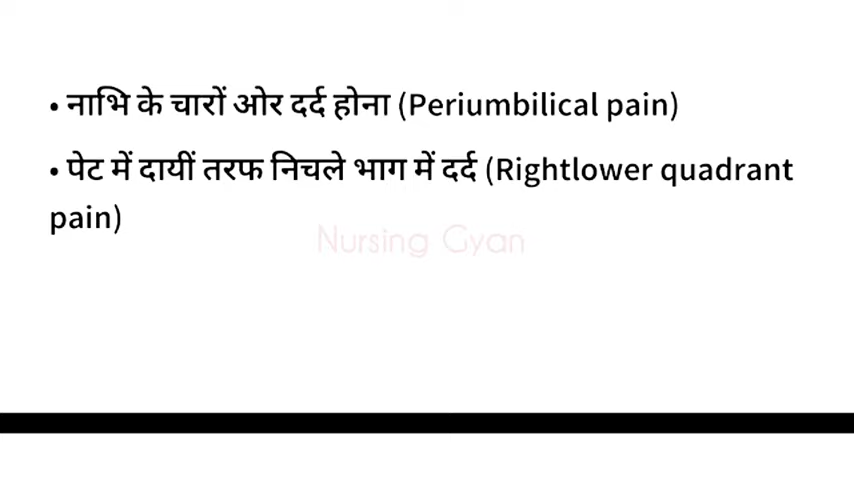 • नाभि के चारों ओर दर्द होना (Periumbilical pain)
• पेट में दायीं तरफ निचले भाग में दर्द (Rightlower quadrant
pain)
Nursing Gyan